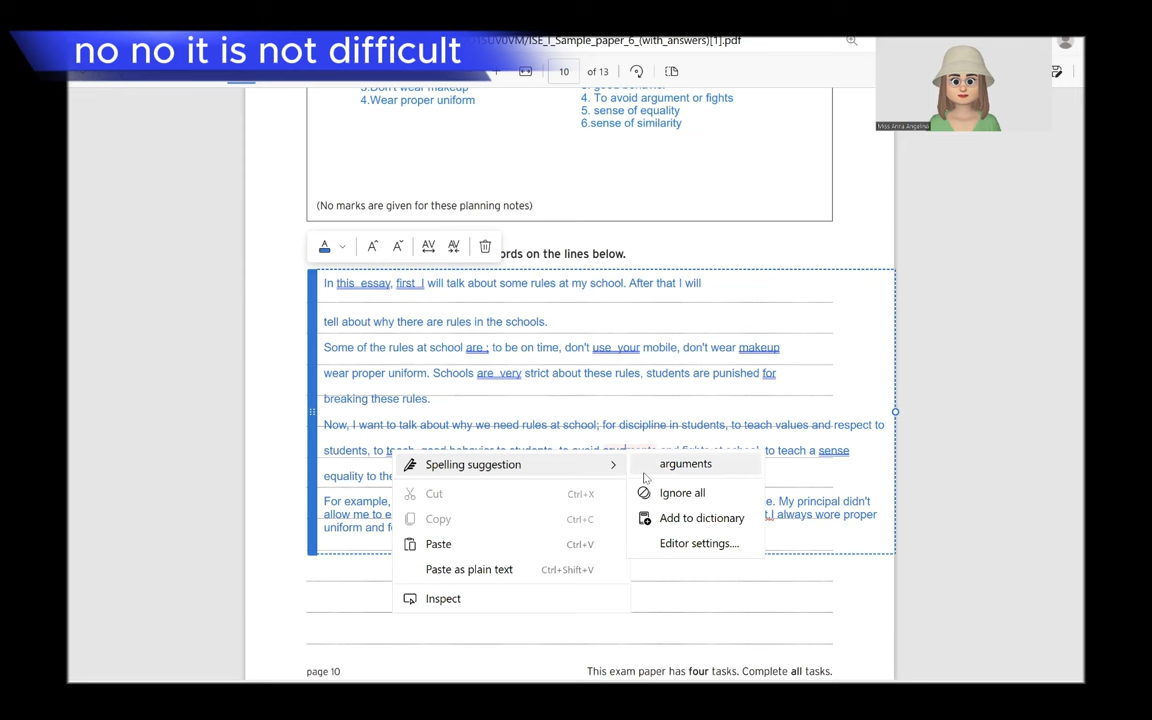 no no it is not difficult
ISE_I_Sample_paper_6_(with_answers)[1].pdf
10 of 13
4.Wear proper uniform
4. To avoid argument or fights
5. sense of equality
6.sense of similarity
Miss Anna Angelina
(No marks are given for these planning notes)
ords on the lines below.
In this essay, first I will talk about some rules at my school. After that I will
tell about why there are rules in the schools.
Some of the rules at school are ; to be on time, don't use your mobile, don't wear makeup
wear proper uniform. Schools are very strict about these rules, students are punished for
breaking these rules.
Now, I want to talk about why we need rules at school; for discipline in students, to teach values and respect to
students, to teach good behavior to students, to avoid and fights at school, to teach a sense
equality to the
For example, e. My principal didn't
allow me to e t I always wore proper
uniform and f
Spelling suggestion
Cut Ctrl+X
Copy Ctrl+C
Paste Ctrl+V
Paste as plain text Ctrl+Shift+V
Inspect
arguments
Ignore all
Add to dictionary
Editor settings....
page 10
This exam paper has four tasks. Complete all tasks.